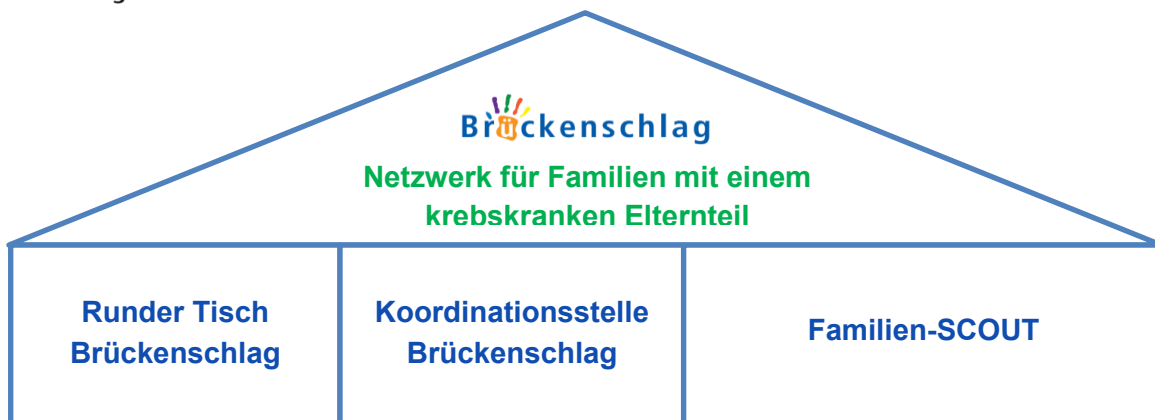 Brückenschlag
Netzwerk für Familien mit einem
krebskranken Elternteil
Runder Tisch
Brückenschlag
Koordinationsstelle
Brückenschlag
Familien-SCOUT